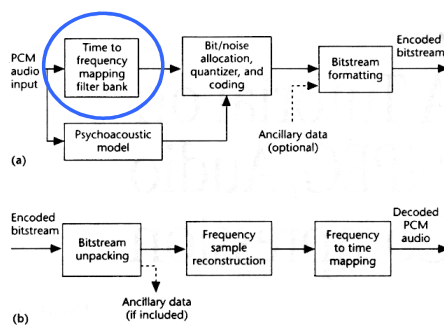 PCM
audio
input
Time to
frequency
mapping
filter bank
Bit/noise
allocation,
quantizer, and
coding
Bitstream
formatting
Encoded
bitstream
Psychoacoustic
model
Ancillary data
(optional)
(a)
Encoded
bitstream
Bitstream
unpacking
Frequency
sample
reconstruction
Frequency
to time
mapping
Decoded
PCM
audio
Ancillary data
(if included)
(b)